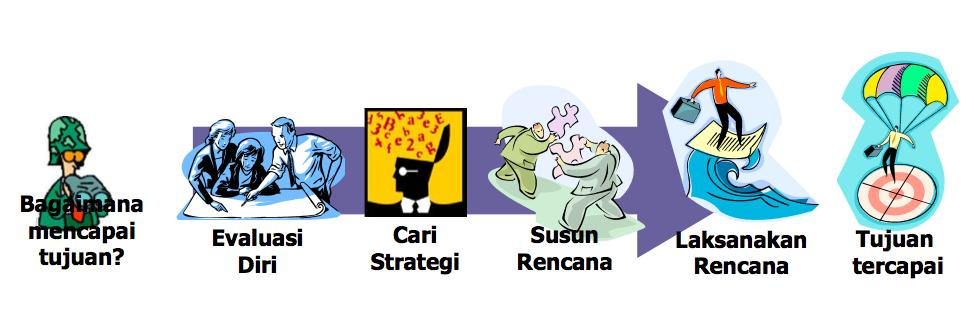 Bagaimana
mencapai
tujuan?
Evaluasi
Diri
Cari
Strategi
Susun
Rencana
Laksanakan
Rencana
Tujuan
tercapai